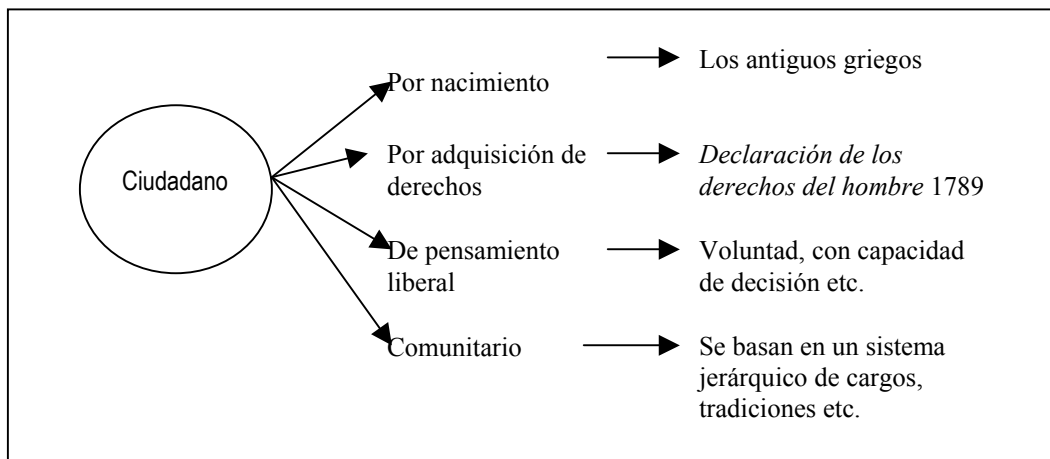 Ciudadano
Por nacimiento
Los antiguos griegos
Por adquisición de
derechos
Declaración de los
derechos del hombre 1789
De pensamiento
liberal
Voluntad, con capacidad
de decisión etc.
Comunitario
Se basan en un sistema
jerárquico de cargos,
tradiciones etc.